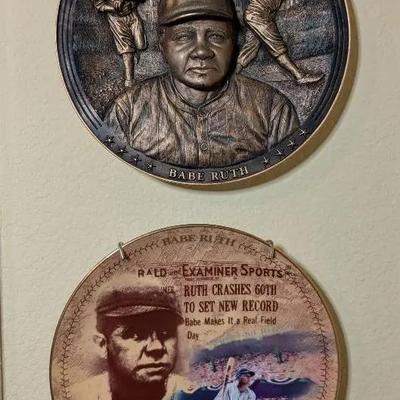 BABE RUTH
BABE RUTH
RALD and EXAMINER SPORTS
RUTH CRASHES 60TH
TO SET NEW RECORD
Babe Makes It a Real Field
Day